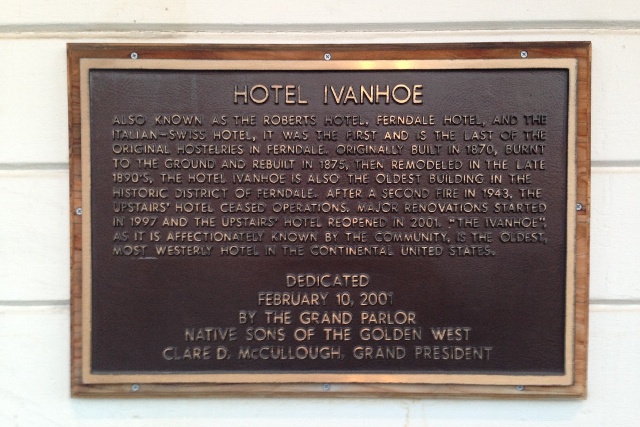 HOTEL IVANHOE
ALSO KNOWN AS THE ROBERTS HOTEL, FERNDALE HOTEL, AND THE
ITALIAN-SWISS HOTEL, IT WAS THE FIRST AND IS THE LAST OF THE
ORIGINAL HOSTELRIES IN FERNDALE. ORIGINALLY BUILT IN 1870, BURNT
TO THE GROUND AND REBUILT IN 1875, THEN REMODELED IN THE LATE
1890'S, THE HOTEL IVANHOE IS ALSO THE OLDEST BUILDING IN THE
HISTORIC DISTRICT OF FERNDALE. AFTER A SECOND FIRE IN 1943, THE
UPSTAIRS' HOTEL CEASED OPERATIONS. MAJOR RENOVATIONS STARTED
IN 1997 AND THE UPSTAIRS' HOTEL REOPENED IN 2001. "THE IVANHOE",
AS IT IS AFFECTIONATELY KNOWN BY THE COMMUNITY, IS THE OLDEST,
MOST WESTERLY HOTEL IN THE CONTINENTAL UNITED STATES.
DEDICATED
FEBRUARY 10, 2001
BY THE GRAND PARLOR
NATIVE SONS OF THE GOLDEN WEST
CLARE D. McCULLOUGH, GRAND PRESIDENT